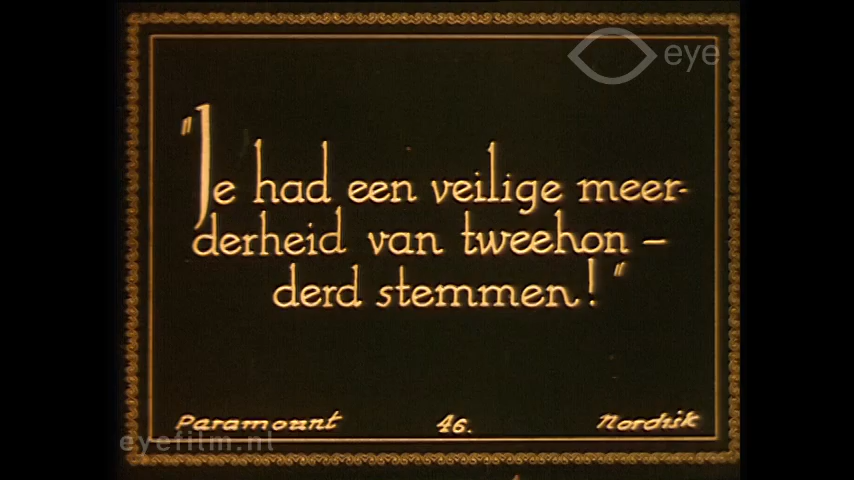 eye
"Je had een veilige meer-
derheid van tweehon –
derd stemmen!"
Paramount 46. Nordisk
eyefilm.nl